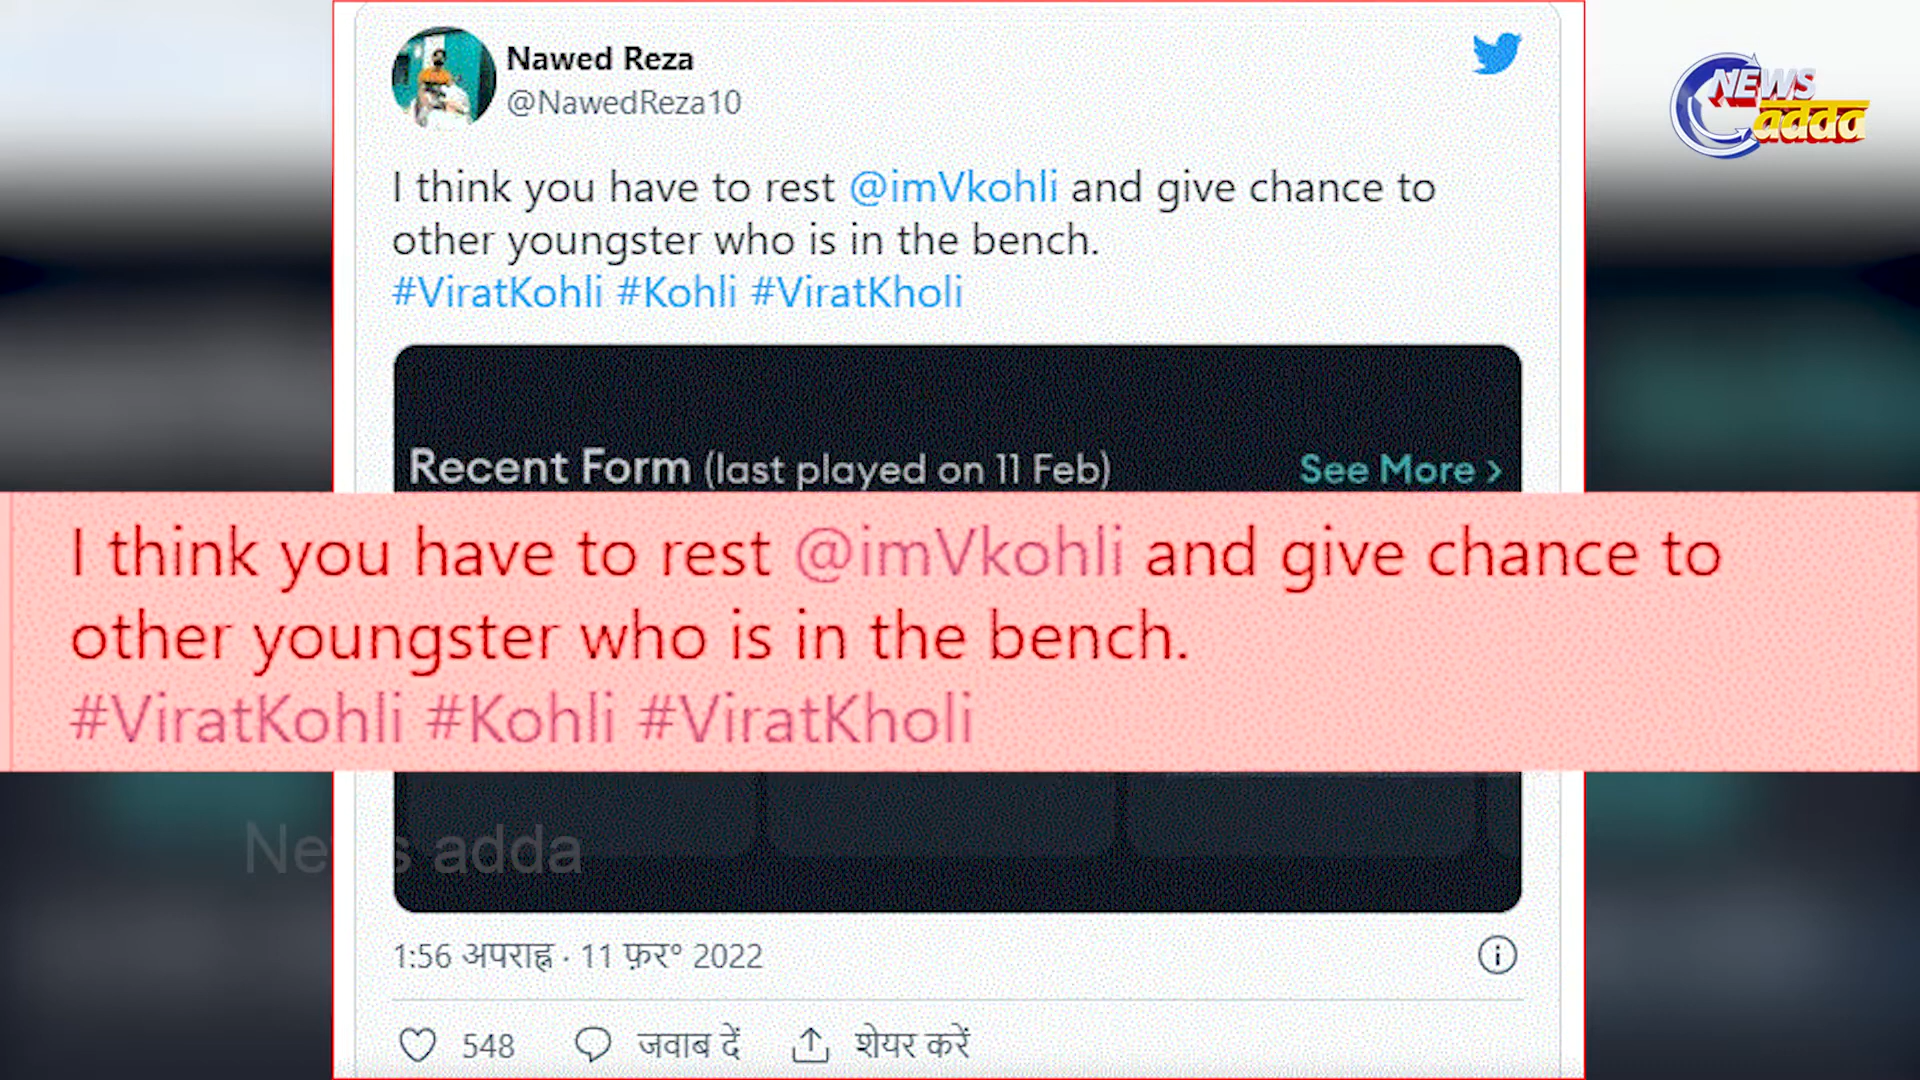 Nawed Reza
@NawedReza10
NEWS
adda
I think you have to rest @imVkohli and give chance to
other youngster who is in the bench.
#ViratKohli #Kohli #ViratKholi
Recent Form (last played on 11 Feb)
See More >
I think you have to rest @imVkohli and give chance to
other youngster who is in the bench.
#ViratKohli #Kohli #ViratKholi
News adda
1:56 अपराह्न · 11 फ़र॰ 2022
548 जवाब दें शेयर करें